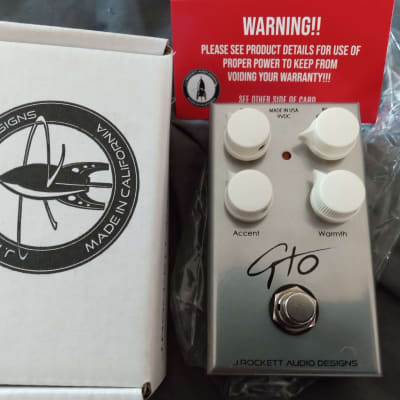 WARNING!!
PLEASE SEE PRODUCT DETAILS FOR USE OF
PROPER POWER TO KEEP FROM
VOIDING YOUR WARRANTY!!!
SEE OTHER SIDE OF CARD
MADE IN USA
9VDC
Accent
Warmth
GTO
J.ROCKETT AUDIO DESIGNS
SIGNS
MADE IN CALIFORNIA